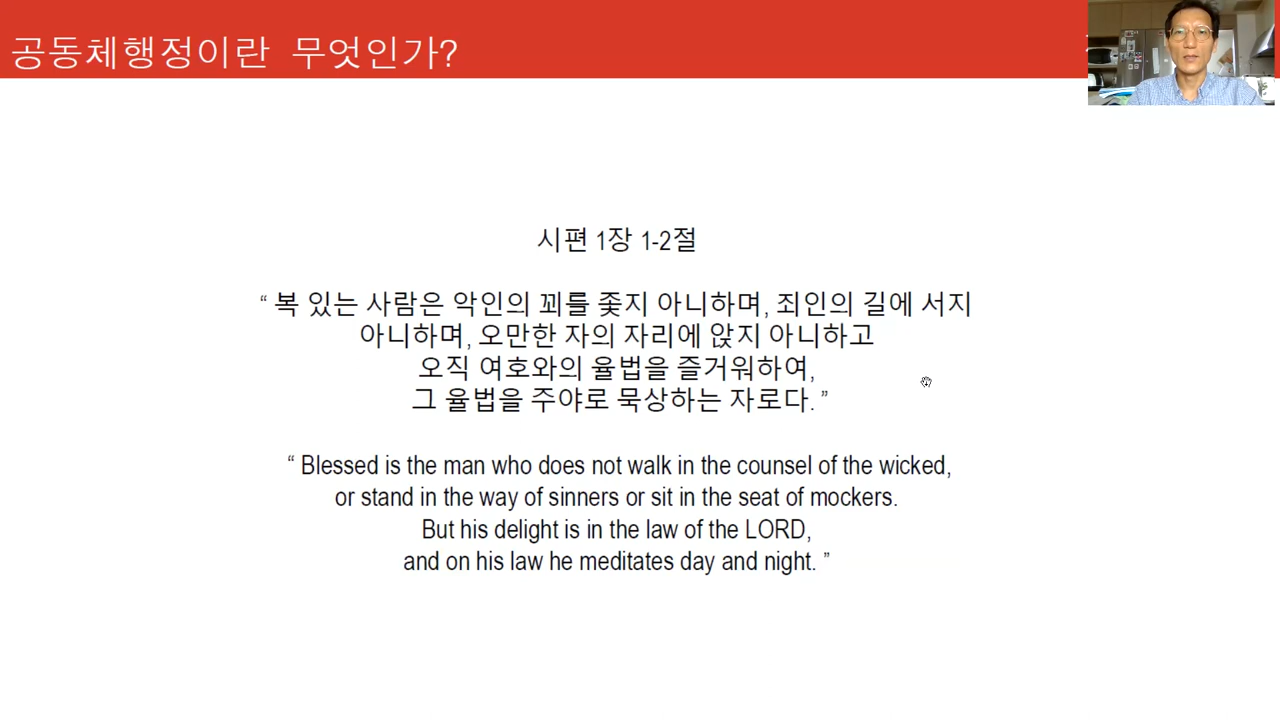 공동체행정이란 무엇인가?
시편 1장 1-2절
“ 복 있는 사람은 악인의 꾀를 좇지 아니하며, 죄인의 길에 서지
아니하며, 오만한 자의 자리에 앉지 아니하고
오직 여호와의 율법을 즐거워하여,
그 율법을 주야로 묵상하는 자로다. ”
“ Blessed is the man who does not walk in the counsel of the wicked,
or stand in the way of sinners or sit in the seat of mockers.
But his delight is in the law of the LORD,
and on his law he meditates day and night. ”